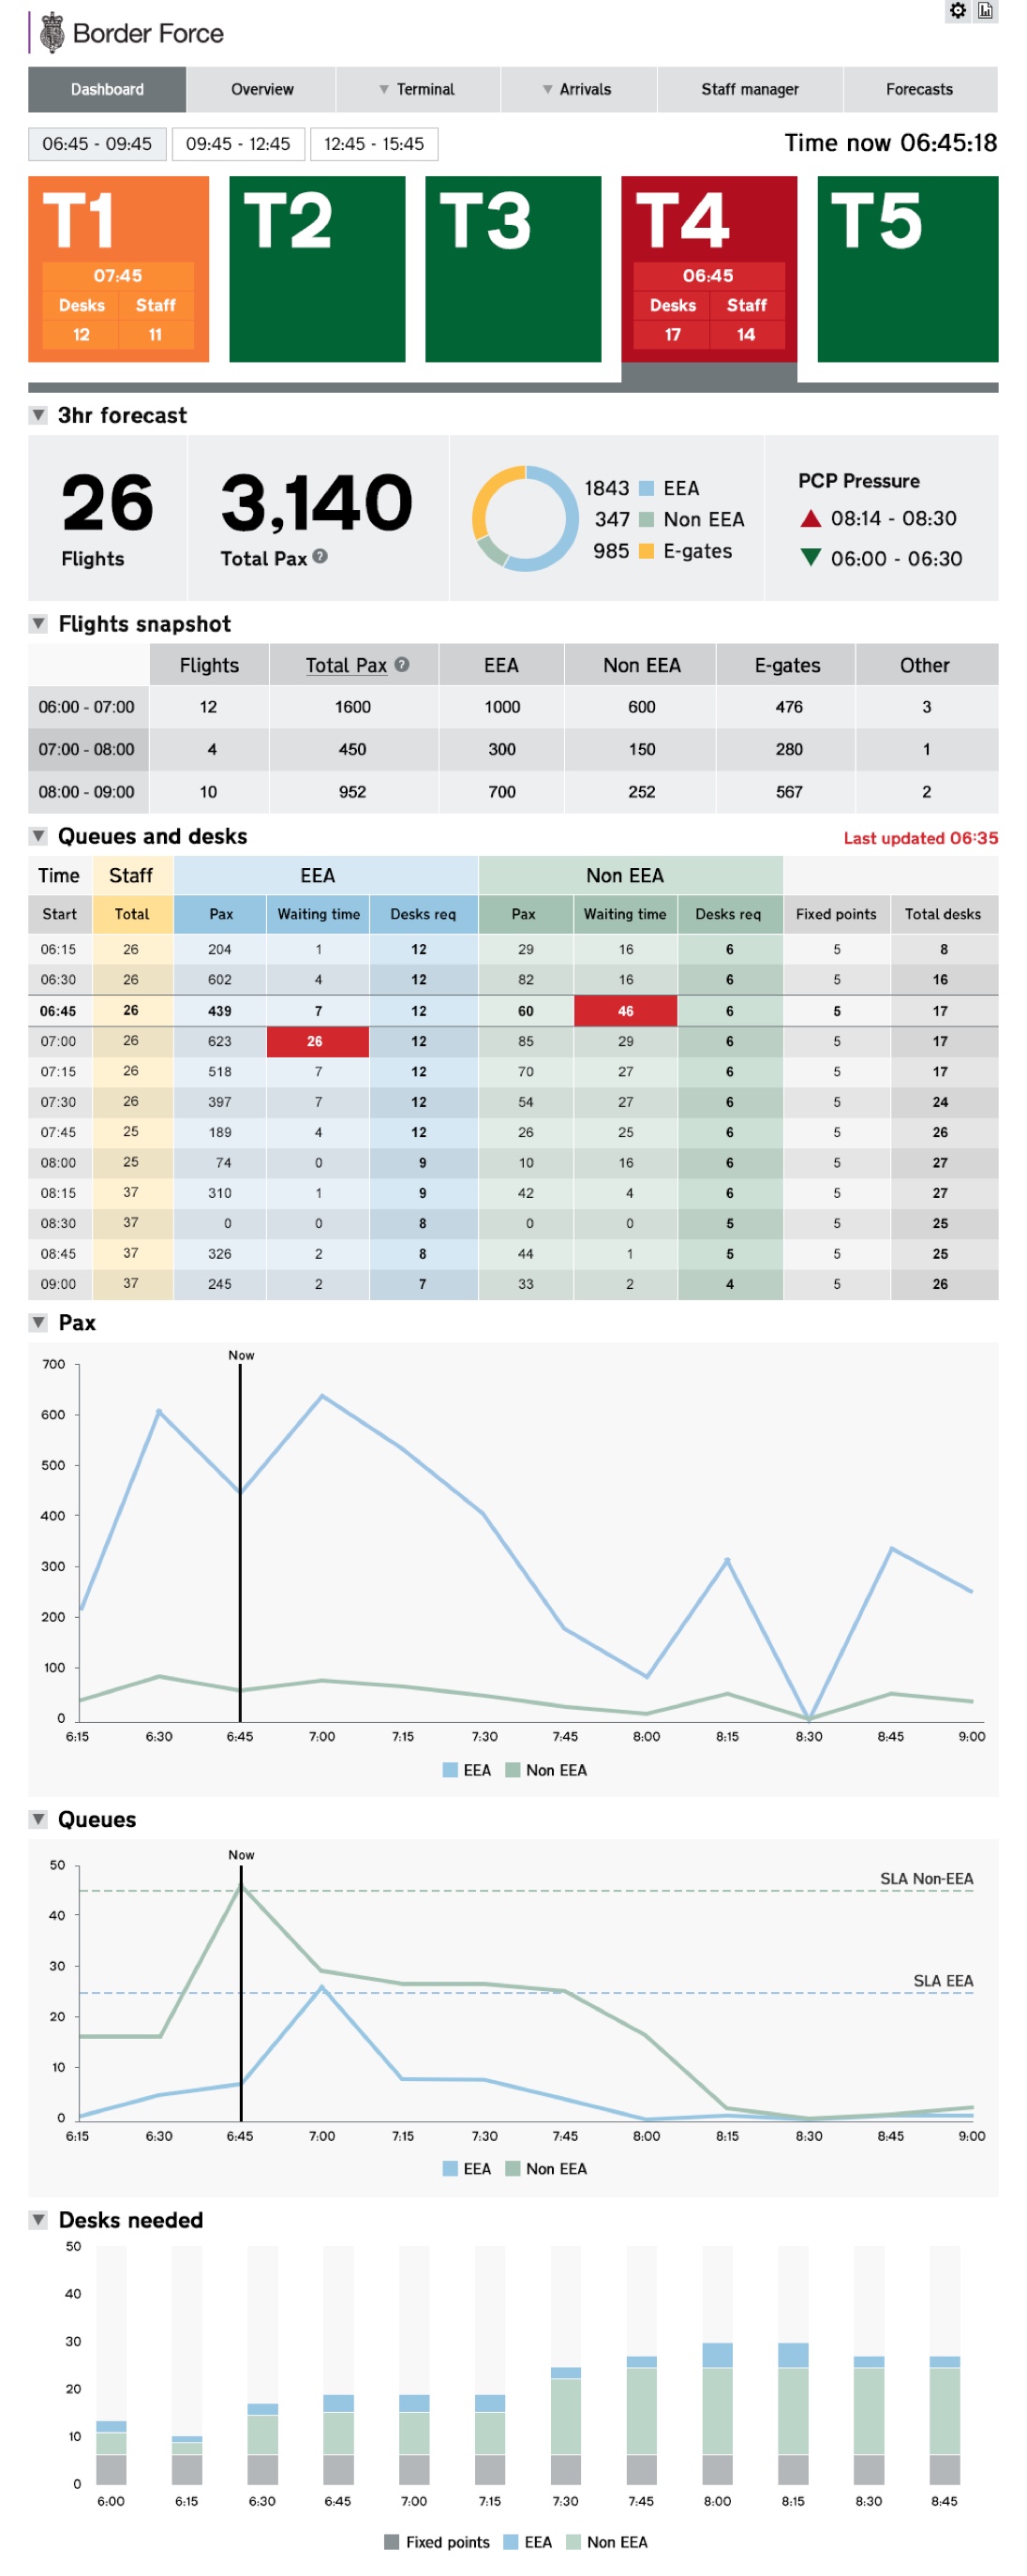 Border Force
Dashboard Overview Terminal Arrivals Staff manager Forecasts
06:45 - 09:45 09:45 - 12:45 12:45 - 15:45 Time now 06:45:18
T1 T2 T3 T4 T5
07:45 06:45
Desks Staff Desks Staff
12 11 17 14
3hr forecast
26 3,140
Flights Total Pax ?
1843 EEA
347 Non EEA
985 E-gates
PCP Pressure
08:14 - 08:30
06:00 - 06:30
Flights snapshot
Flights Total Pax ? EEA Non EEA E-gates Other
06:00 - 07:00 12 1600 1000 600 476 3
07:00 - 08:00 4 450 300 150 280 1
08:00 - 09:00 10 952 700 252 567 2
Queues and desks Last updated 06:35
Time Staff EEA Non EEA
Start Total Pax Waiting time Desks req Pax Waiting time Desks req Fixed points Total desks
06:15 26 204 1 12 29 16 6 5 8
06:30 26 602 4 12 82 16 6 5 16
06:45 26 439 7 12 60 46 6 5 17
07:00 26 623 26 12 85 29 6 5 17
07:15 26 518 7 12 70 27 6 5 17
07:30 26 397 7 12 54 27 6 5 24
07:45 25 189 4 12 26 25 6 5 26
08:00 25 74 0 9 10 16 6 5 27
08:15 37 310 1 9 42 4 6 5 27
08:30 37 0 0 8 0 0 5 5 25
08:45 37 326 2 8 44 1 5 5 25
09:00 37 245 2 7 33 2 4 5 26
Pax
Now
700
600
500
400
300
200
100
0
6:15 6:30 6:45 7:00 7:15 7:30 7:45 8:00 8:15 8:30 8:45 9:00
EEA Non EEA
Queues
Now
50
SLA Non-EEA
40
30
SLA EEA
20
10
0
6:15 6:30 6:45 7:00 7:15 7:30 7:45 8:00 8:15 8:30 8:45 9:00
EEA Non EEA
Desks needed
50
40
30
20
10
0
6:00 6:15 6:30 6:45 7:00 7:15 7:30 7:45 8:00 8:15 8:30 8:45
Fixed points EEA Non EEA